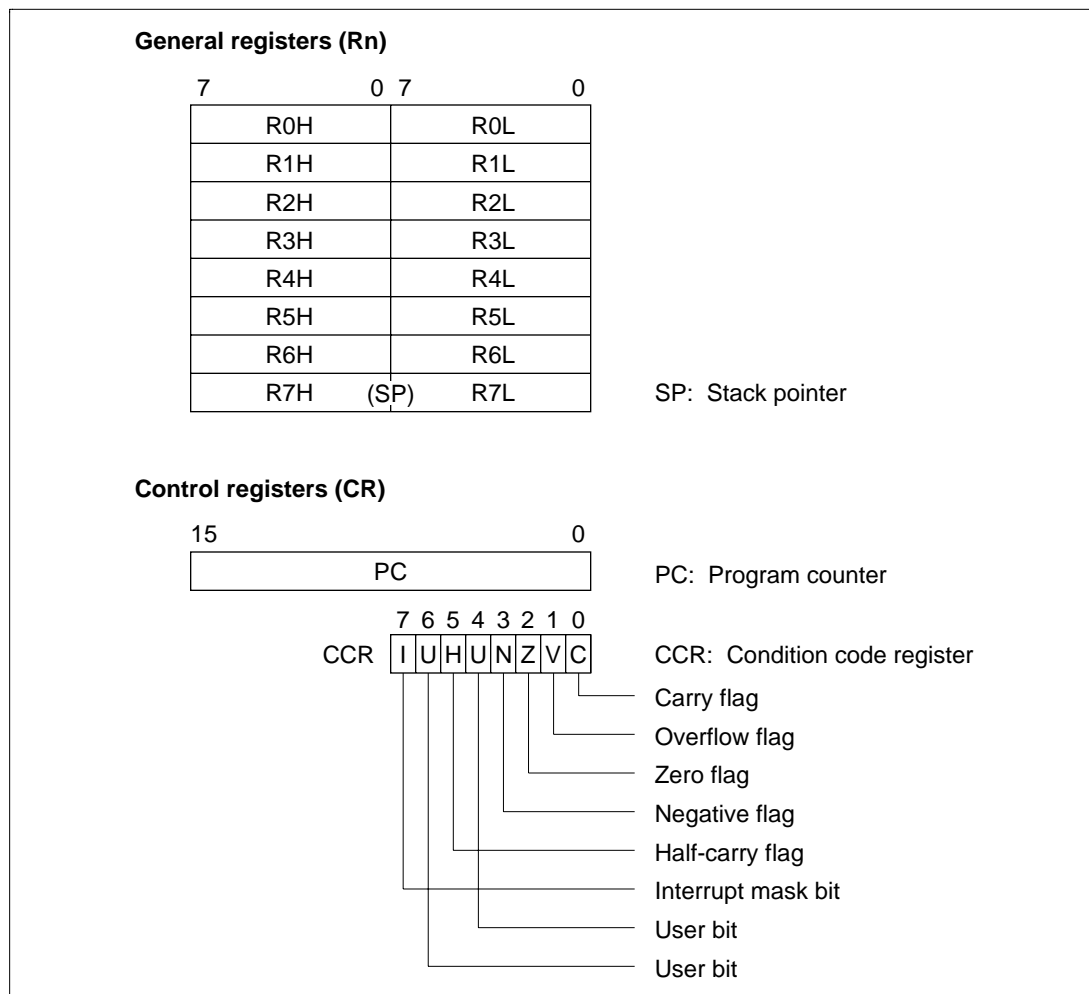 General registers (Rn)
7 0 7 0
R0H R0L
R1H R1L
R2H R2L
R3H R3L
R4H R4L
R5H R5L
R6H R6L
R7H (SP) R7L SP: Stack pointer
Control registers (CR)
15 0
PC PC: Program counter
7 6 5 4 3 2 1 0
CCR I U H U N Z V C CCR: Condition code register
Carry flag
Overflow flag
Zero flag
Negative flag
Half-carry flag
Interrupt mask bit
User bit
User bit